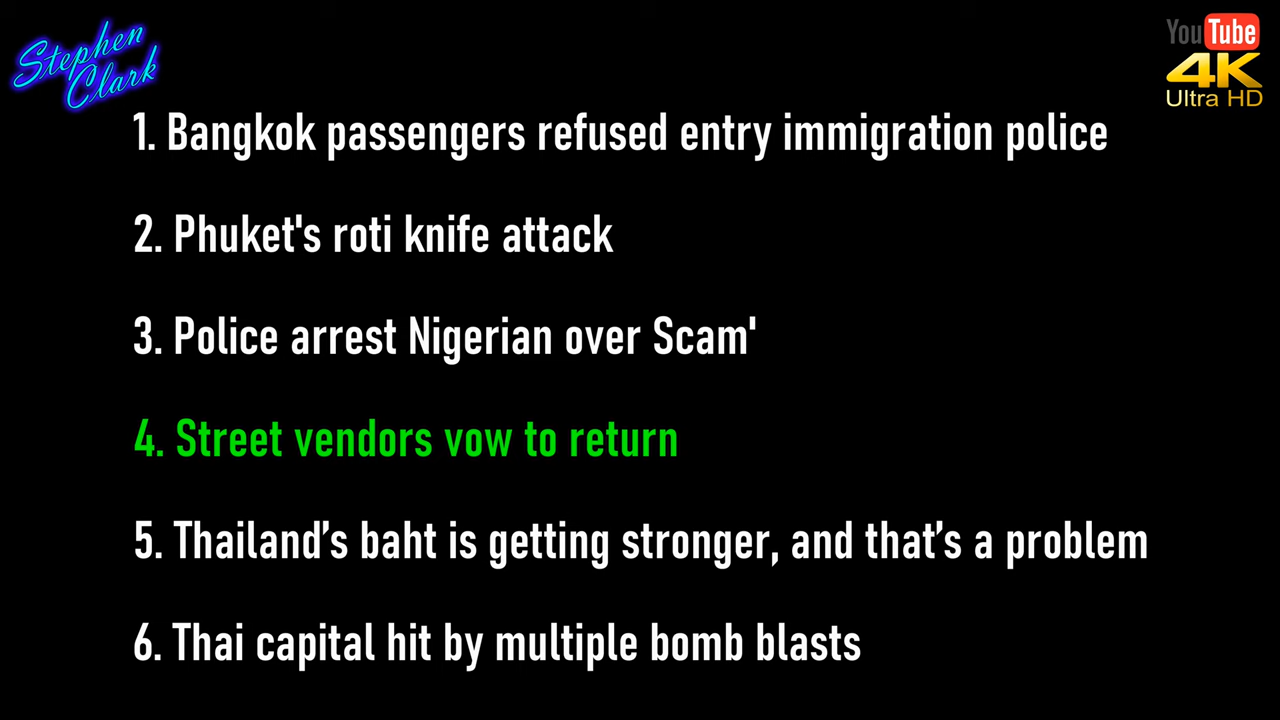 Stephen
Clark
YouTube
4K
Ultra HD
1. Bangkok passengers refused entry immigration police
2. Phuket's roti knife attack
3. Police arrest Nigerian over Scam'
4. Street vendors vow to return
5. Thailand’s baht is getting stronger, and that’s a problem
6. Thai capital hit by multiple bomb blasts